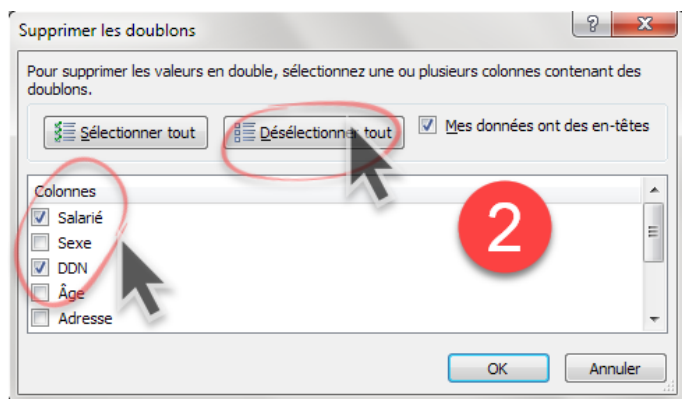 Supprimer les doublons
Pour supprimer les valeurs en double, sélectionnez une ou plusieurs colonnes contenant des
doublons.
Sélectionner tout
Désélectionner tout
Mes données ont des en-têtes
Colonnes
Salarié
Sexe
DDN
Âge
Adresse
2
OK
Annuler